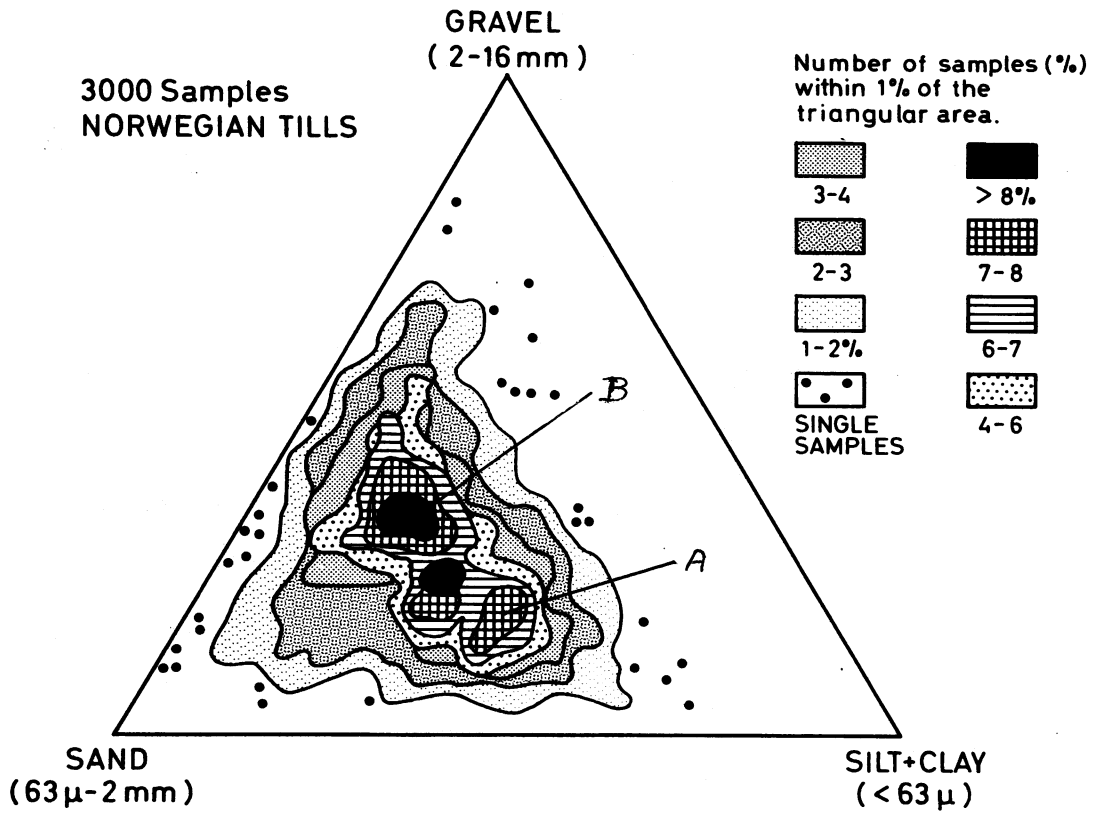 GRAVEL
(2-16mm)
3000 Samples
NORWEGIAN TILLS
Number of samples (%)
within 1% of the
triangular area.
3-4
> 8%
2-3
7-8
1-2%
6-7
SINGLE
SAMPLES
4-6
B
A
SAND
(63µ-2mm)
SILT+CLAY
(<63µ)